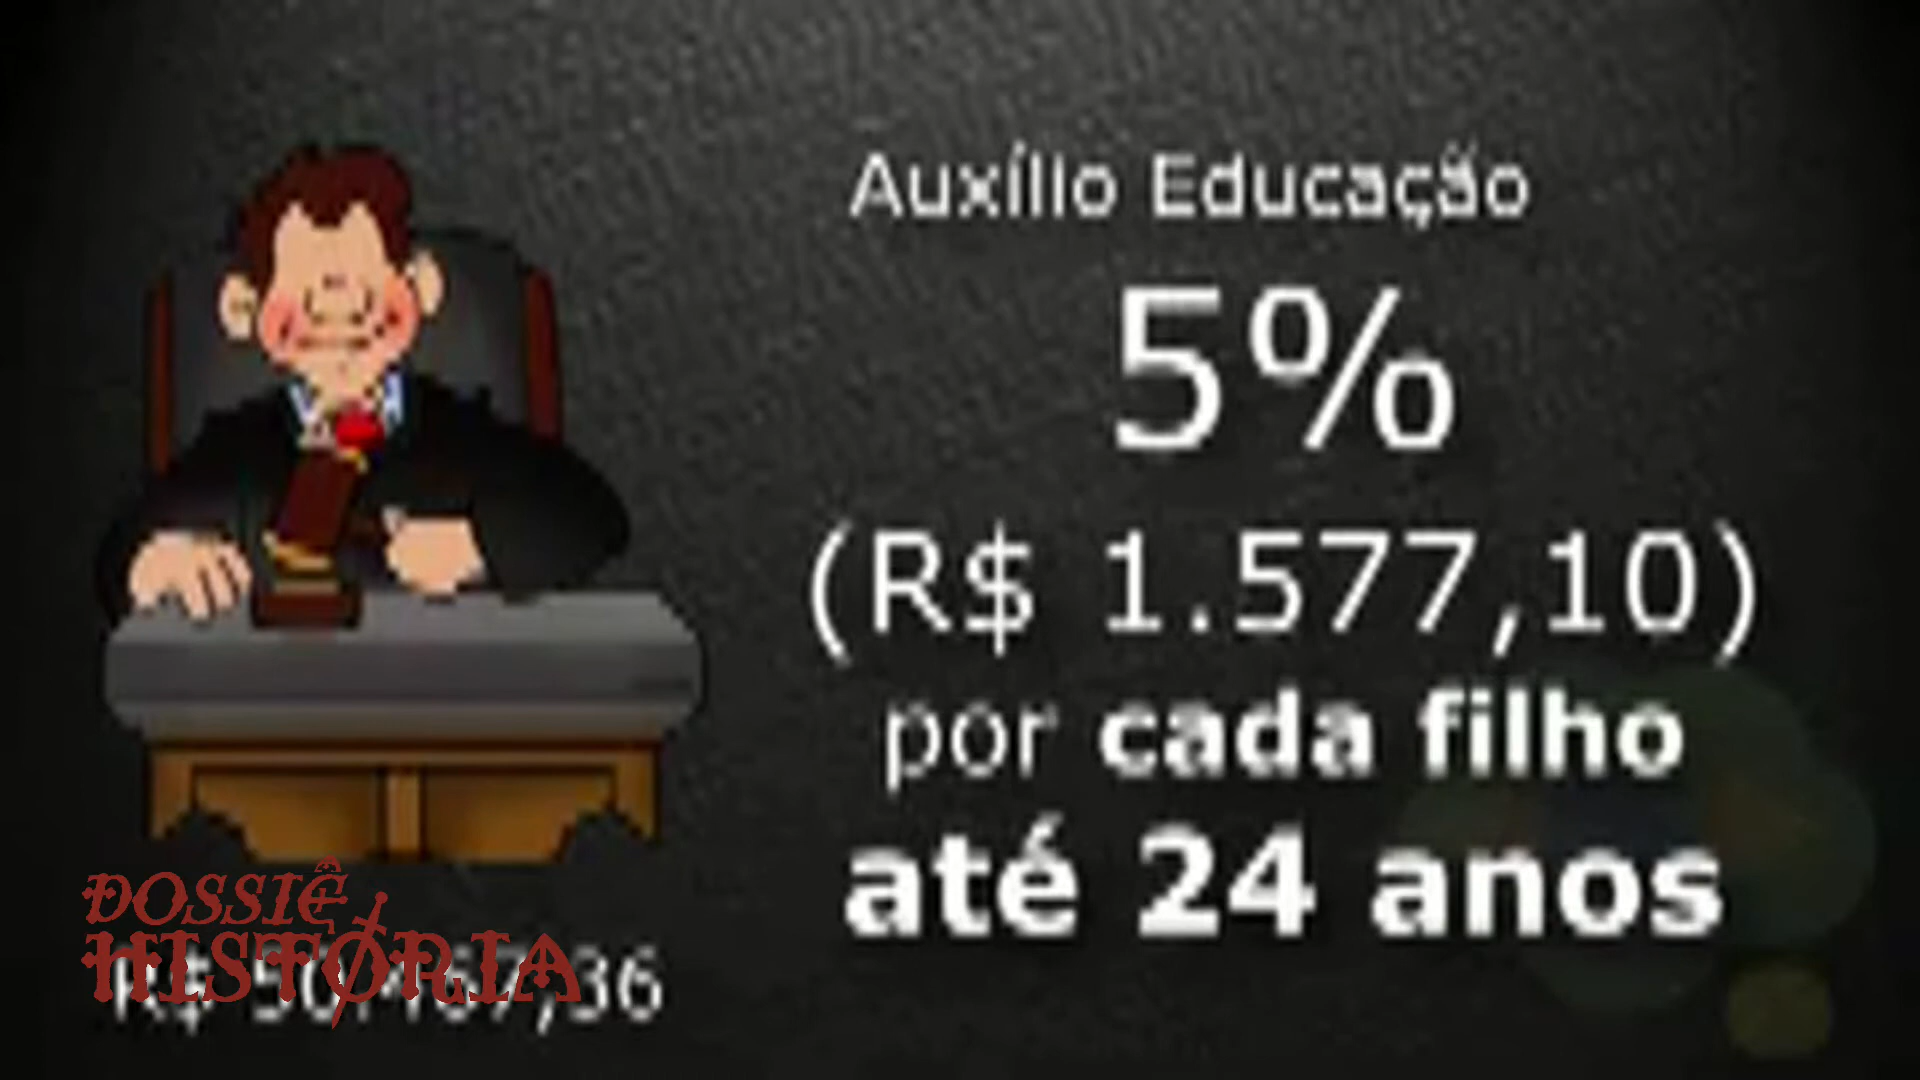 Auxílio Educação
5%
(R$ 1.577,10)
por cada filho
até 24 anos
DOSSIÊ
HISTÓRIA